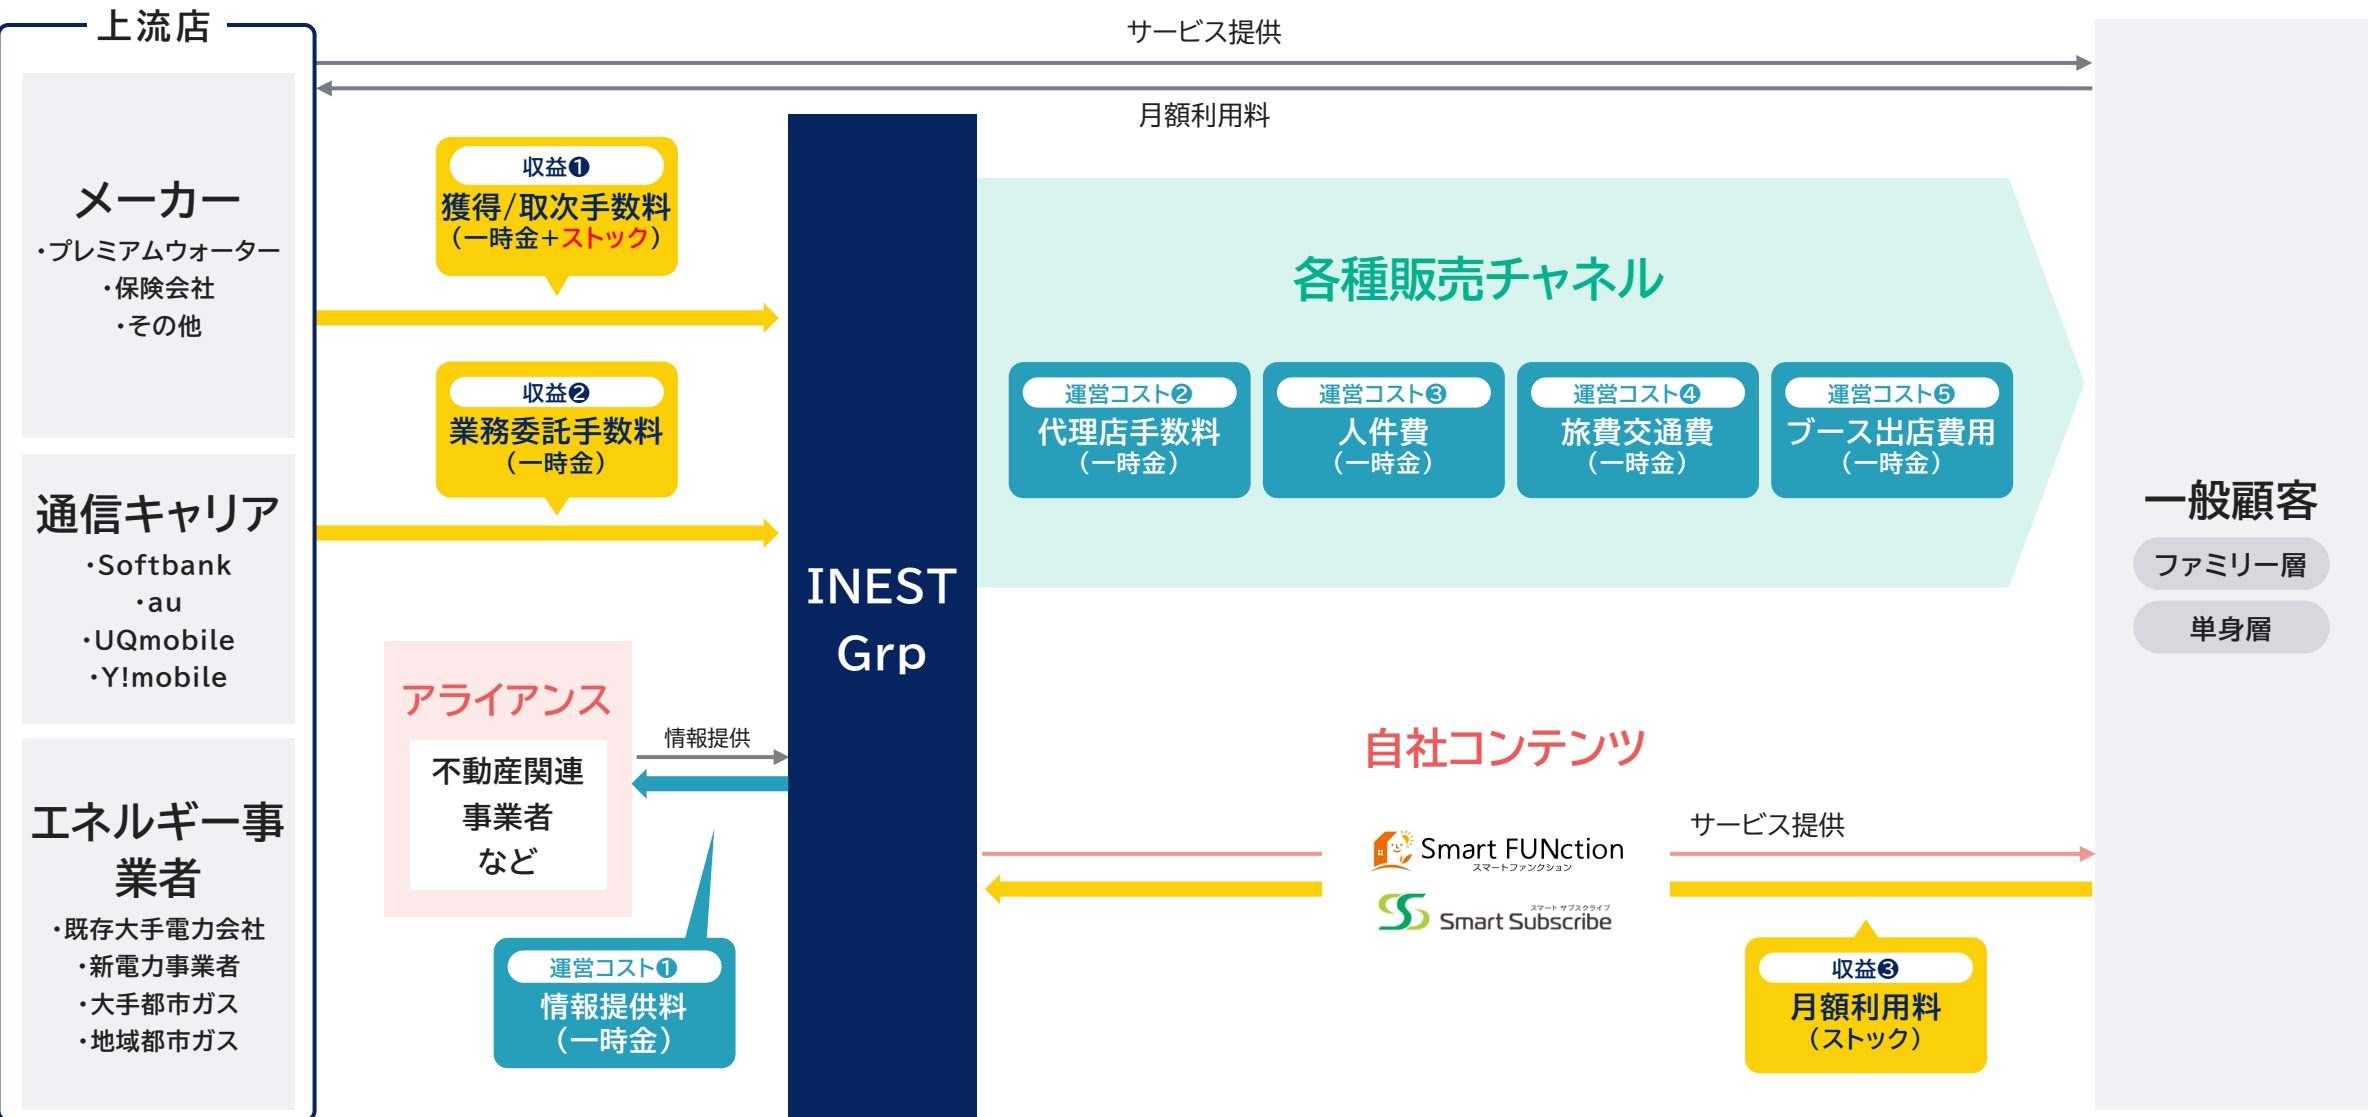 上流店
メーカー
・プレミアムウォーター
・保険会社
・その他
通信キャリア
・Softbank
・au
・UQmobile
・Y!mobile
エネルギー事
業者
・既存大手電力会社
・新電力事業者
・大手都市ガス
・地域都市ガス
サービス提供
月額利用料
収益❶
獲得/取次手数料
（一時金+ストック）
収益❷
業務委託手数料
（一時金）
アライアンス
不動産関連
事業者
など
情報提供
運営コスト❶
情報提供料
（一時金）
INEST
Grp
各種販売チャネル
運営コスト❷
代理店手数料
（一時金）
運営コスト❸
人件費
（一時金）
運営コスト❹
旅費交通費
（一時金）
運営コスト❺
ブース出店費用
（一時金）
自社コンテンツ
Smart FUNction
スマートファンクション
スマート サブスクライブ
Smart Subscribe
サービス提供
収益❸
月額利用料
（ストック）
一般顧客
ファミリー層
単身層